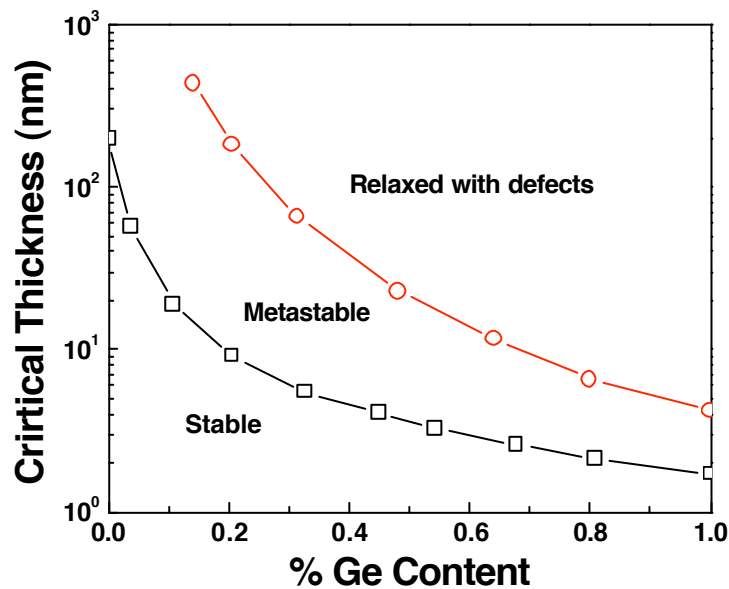 Crirtical Thickness (nm)
10³
10²
10¹
10⁰
Relaxed with defects
Metastable
Stable
0.0 0.2 0.4 0.6 0.8 1.0
% Ge Content